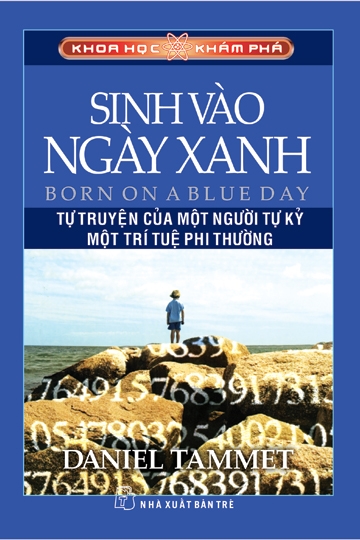 KHOA HỌC KHÁM PHÁ
SINH VÀO
NGÀY XANH
BORN ON A BLUE DAY
TỰ TRUYỆN CỦA MỘT NGƯỜI TỰ KỶ
MỘT TRÍ TUỆ PHI THƯỜNG
DANIEL TAMMET
NHÀ XUẤT BẢN TRẺ